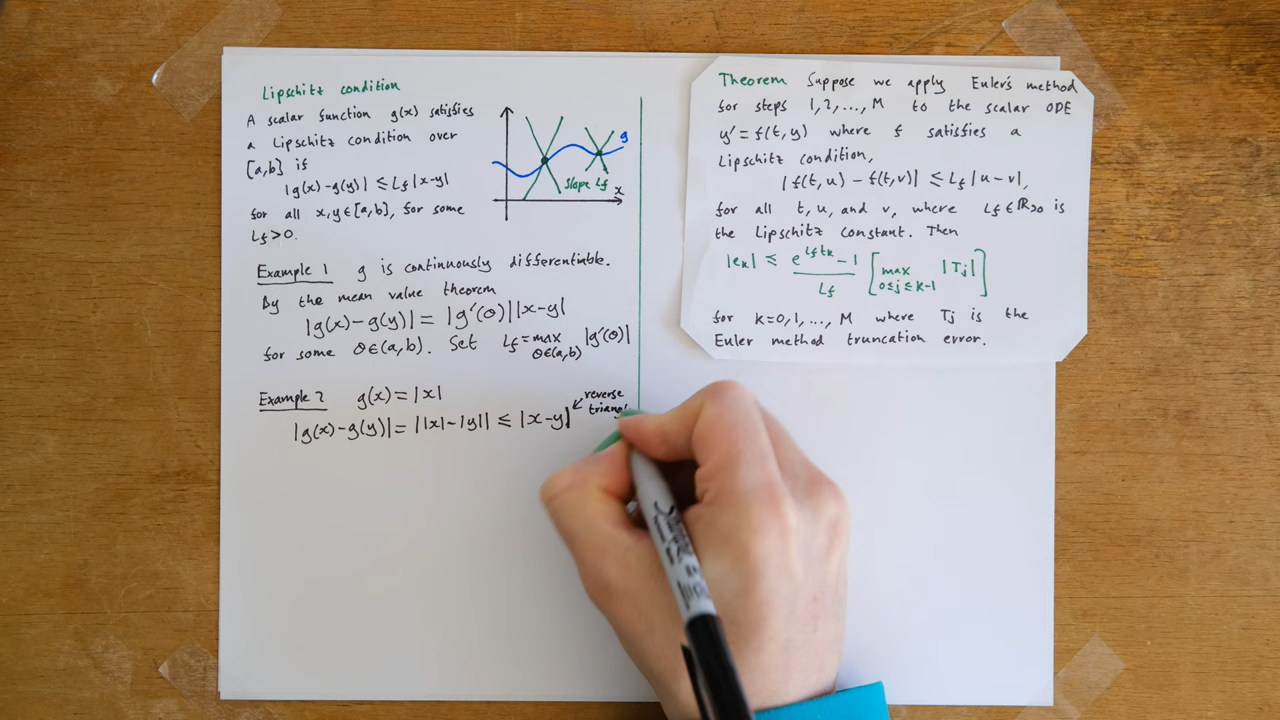 Lipschitz condition
A scalar function g(x) satisfies
a Lipschitz condition over
[a,b] if
|g(x)-g(y)| ≤ Lf |x-y|
for all x,y∈[a,b], for some
Lf > 0.
g
Slope Lf
x
Example 1 g is continuously differentiable.
By the mean value theorem
|g(x)-g(y)| = |g'(θ)||x-y|
for some θ∈(a,b). Set Lf = max |g'(θ)|
θ∈(a,b)
Example 2 g(x) = |x|
|g(x)-g(y)| = ||x|-|y|| ≤ |x-y|
reverse
Theorem Suppose we apply Euler's method
for steps 1,2,...,M to the scalar ODE
y' = f(t,y) where f satisfies a
Lipschitz condition,
|f(t,u) - f(t,v)| ≤ Lf |u-v|,
for all t, u, and v, where Lf∈ℝ>0 is
the Lipschitz constant. Then
|ek| ≤ e^{Lf tk} - 1 / Lf [max 0≤j≤k-1 |Tj|]
for k=0,1,...,M where Tj is the
Euler method truncation error.